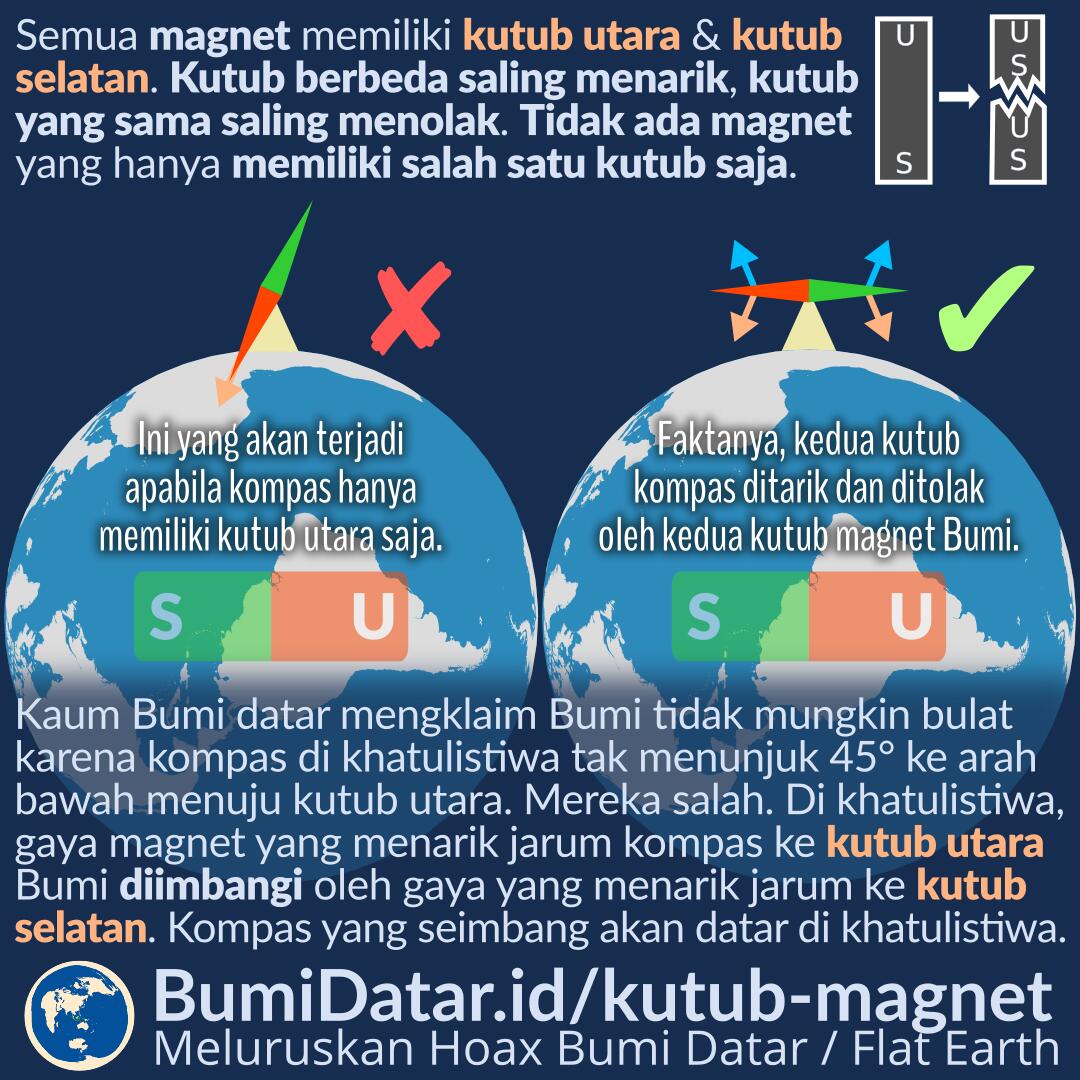 Semua magnet memiliki kutub utara & kutub
selatan. Kutub berbeda saling menarik, kutub
yang sama saling menolak. Tidak ada magnet
yang hanya memiliki salah satu kutub saja.
U
S
U
S
U
S
Ini yang akan terjadi
apabila kompas hanya
memiliki kutub utara saja.
S U
Faktanya, kedua kutub
kompas ditarik dan ditolak
oleh kedua kutub magnet Bumi.
S U
Kaum Bumi datar mengklaim Bumi tidak mungkin bulat
karena kompas di khatulistiwa tak menunjuk 45° ke arah
bawah menuju kutub utara. Mereka salah. Di khatulistiwa,
gaya magnet yang menarik jarum kompas ke kutub utara
Bumi diimbangi oleh gaya yang menarik jarum ke kutub
selatan. Kompas yang seimbang akan datar di khatulistiwa.
BumiDatar.id/kutub-magnet
Meluruskan Hoax Bumi Datar / Flat Earth